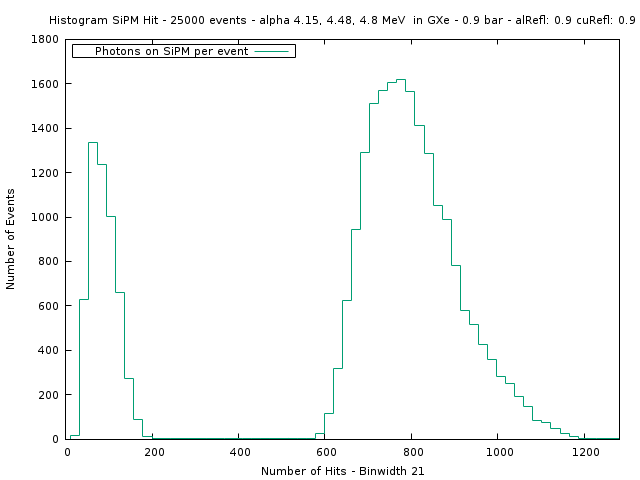 Histogram SiPM Hit - 25000 events - alpha 4.15, 4.48, 4.8 MeV  in GXe - 0.9 bar - alRefl: 0.9 cuRefl: 0.9
Photons on SiPM per event
1800
1600
1400
1200
1000
800
600
400
200
0
Number of Events
0 200 400 600 800 1000 1200
Number of Hits - Binwidth 21